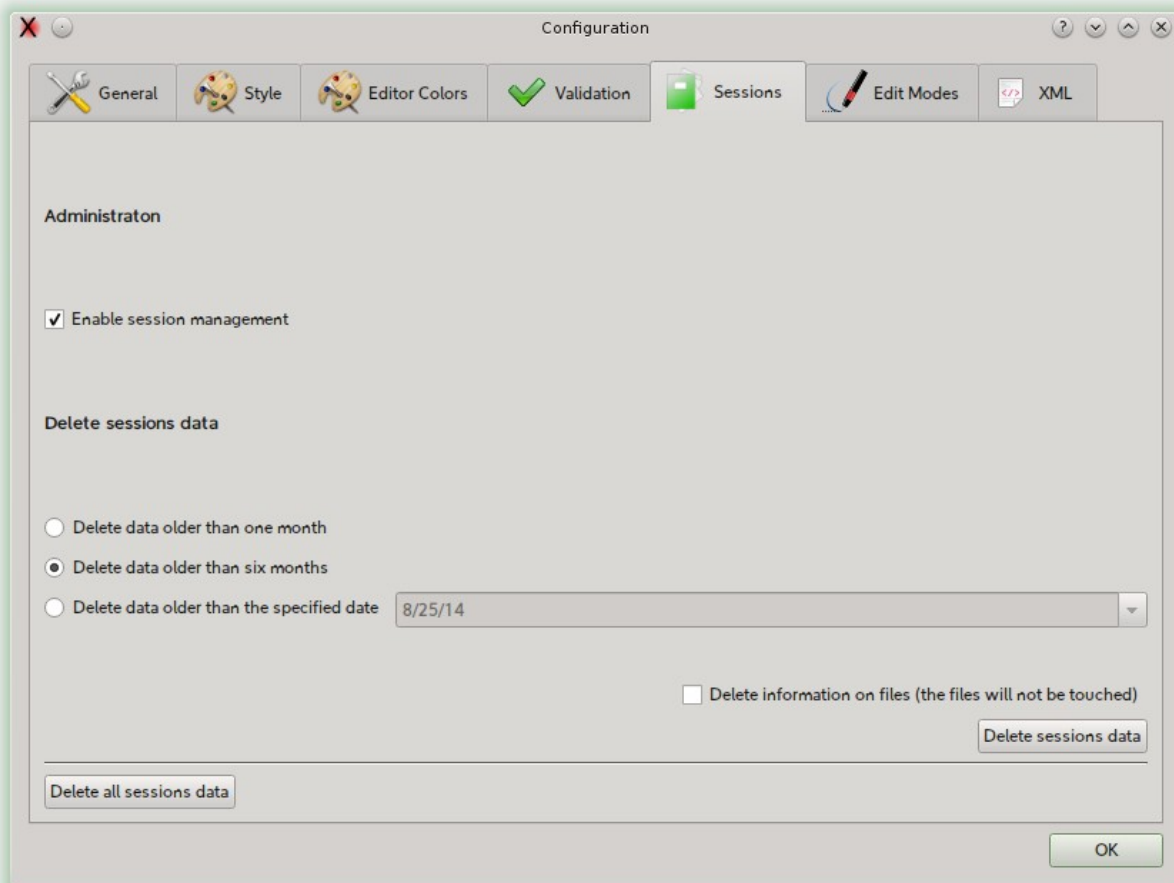 Configuration
General Style Editor Colors Validation Sessions Edit Modes XML
Administraton
Enable session management
Delete sessions data
Delete data older than one month
Delete data older than six months
Delete data older than the specified date 8/25/14
Delete information on files (the files will not be touched)
Delete sessions data
Delete all sessions data
OK